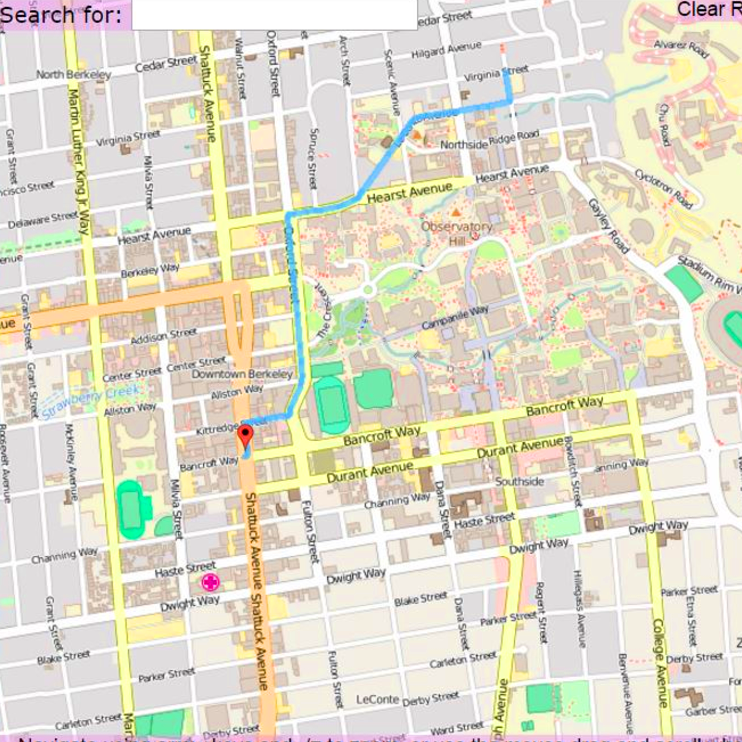 Search for:
Clear R
Cedar Street
Hilgard Avenue
Alvarez Road
Cedar Street
North Berkeley
Virginia Street
Shattuck Avenue
Walnut Street
Oxford Street
Arch Street
Scenic Avenue
Martin Luther King Jr. Way
Grant Street
Virginia Street
Milvia Street
Spruce Street
Northside
Ridge Road
Chu Road
Hearst Avenue
Hearst Avenue
Cyclotron Road
Delaware Street
Hearst Avenue
Observatory
Hill
Gayley Road
Berkeley Way
Oxford Street
Stadium Rim W
ue
Grant Street
The Crescent
Campanile Way
Addison Street
Center Street
Center Street
Downtown Berkeley
Grant Street
Strawberry Creek
Allston Way
Allston Way
Kittredge
Bancroft Way
Bancroft Way
Bancroft Way
Durant Avenue
Durant Avenue
Roosevelt Avenue
McKinley Avenue
Milvia Street
Bowditch Street
anning Way
Southside
Channing Way
Dana Street
Haste Street
Fulton Street
Shattuck Avenue
Channing Way
Haste Street
Dwight Way
Dwight Way
Dwight Way
Dwight Way
Grant Street
Shattuck Avenue
Blake Street
Dana Street
Regent Street
Hillegass Avenue
Parker Street
Parker Street
Etna Street
College Avenue
Blake Street
Fulton Street
Carleton Street
Benvenue Avenue
Derby Street
Parker Street
LeConte
Derby Street
Carleton Street
Mar
Ward Street
ph Avenue
Garber Street